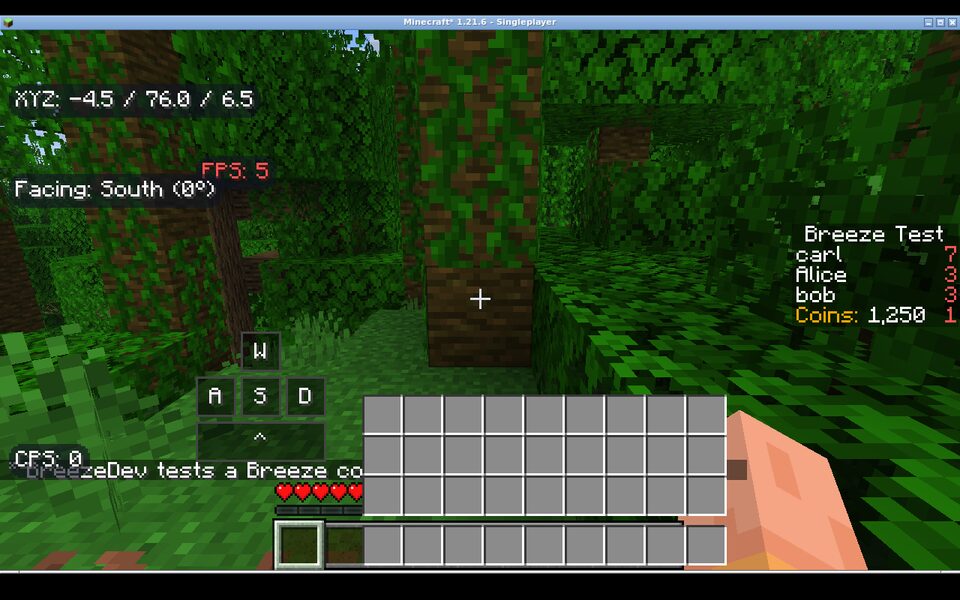 Minecraft* 1.21.6 - Singleplayer
XYZ: -4.5 / 76.0 / 6.5
FPS: 5
Facing: South (0°)
Breeze Test
carl 7
Alice 3
bob 3
Coins: 1,250 1
W
A S D
^
CPS: 0
BreezeDev tests a Breeze co